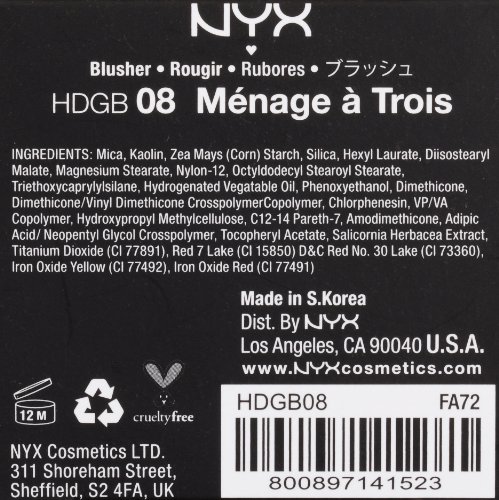 NYX
Blusher • Rougir • Rubores • ブラッシュ
HDGB 08 Ménage à Trois
INGREDIENTS: Mica, Kaolin, Zea Mays (Corn) Starch, Silica, Hexyl Laurate, Diisostearyl
Malate, Magnesium Stearate, Nylon-12, Octyldodecyl Stearoyl Stearate,
Triethoxycaprylylsilane, Hydrogenated Vegatable Oil, Phenoxyethanol, Dimethicone,
Dimethicone/Vinyl Dimethicone CrosspolymerCopolymer, Chlorphenesin, VP/VA
Copolymer, Hydroxypropyl Methylcellulose, C12-14 Pareth-7, Amodimethicone, Adipic
Acid/ Neopentyl Glycol Crosspolymer, Tocopheryl Acetate, Salicornia Herbacea Extract,
Titanium Dioxide (CI 77891), Red 7 Lake (CI 15850) D&C Red No. 30 Lake (CI 73360),
Iron Oxide Yellow (CI 77492), Iron Oxide Red (CI 77491)
Made in S.Korea
Dist. By NYX
Los Angeles, CA 90040 U.S.A.
www.NYXcosmetics.com
12 M
crueltyfree
HDGB08 FA72
800897141523
NYX Cosmetics LTD.
311 Shoreham Street,
Sheffield, S2 4FA, UK